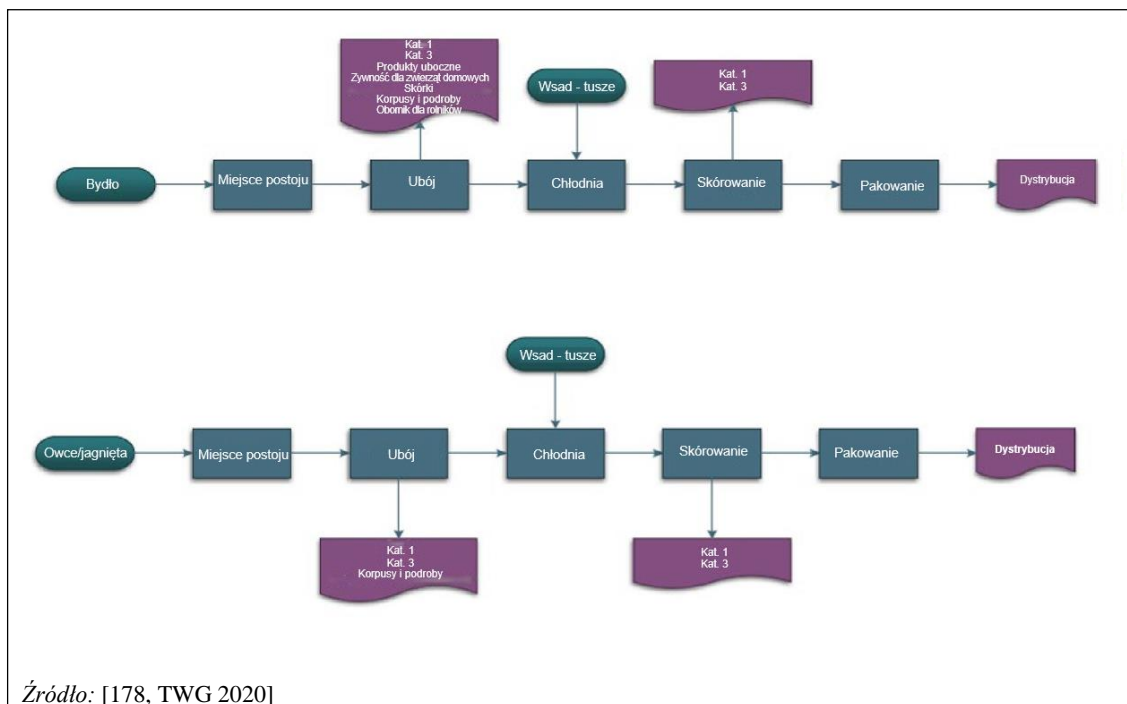 Kat. 1
Kat. 3
Produkty uboczne
Zywność dla zwierząt domowych
Skórki
Korpusy i podroby
Obornik dla rolników
Wsad - tusze
Kat. 1
Kat. 3
Bydło
Miejsce postoju
Ubój
Chłodnia
Skórowanie
Pakowanie
Dystrybucja
Wsad - tusze
Owce/jagnięta
Miejsce postoju
Ubój
Chłodnia
Skórowanie
Pakowanie
Dystrybucja
Kat. 1
Kat. 3
Korpusy i podroby
Kat. 1
Kat. 3
Źródło: [178, TWG 2020]